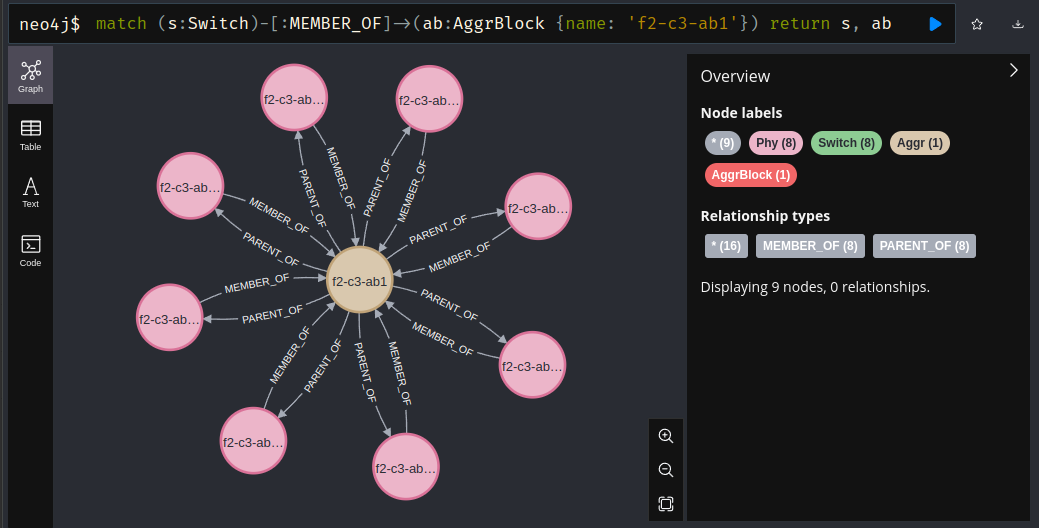 neo4j$ match (s:Switch)-[:MEMBER_OF]->(ab:AggrBlock {name: 'f2-c3-ab1'}) return s, ab
Graph
Table
Text
Code
f2-c3-ab...
f2-c3-ab...
f2-c3-ab...
f2-c3-ab...
f2-c3-ab1
f2-c3-ab...
f2-c3-ab...
f2-c3-ab...
f2-c3-ab...
MEMBER_OF
PARENT_OF
PARENT_OF
MEMBER_OF
MEMBER_OF
PARENT_OF
PARENT_OF
MEMBER_OF
MEMBER_OF
PARENT_OF
PARENT_OF
MEMBER_OF
MEMBER_OF
PARENT_OF
PARENT_OF
MEMBER_OF
Overview
Node labels
* (9) Phy (8) Switch (8) Aggr (1)
AggrBlock (1)
Relationship types
* (16) MEMBER_OF (8) PARENT_OF (8)
Displaying 9 nodes, 0 relationships.